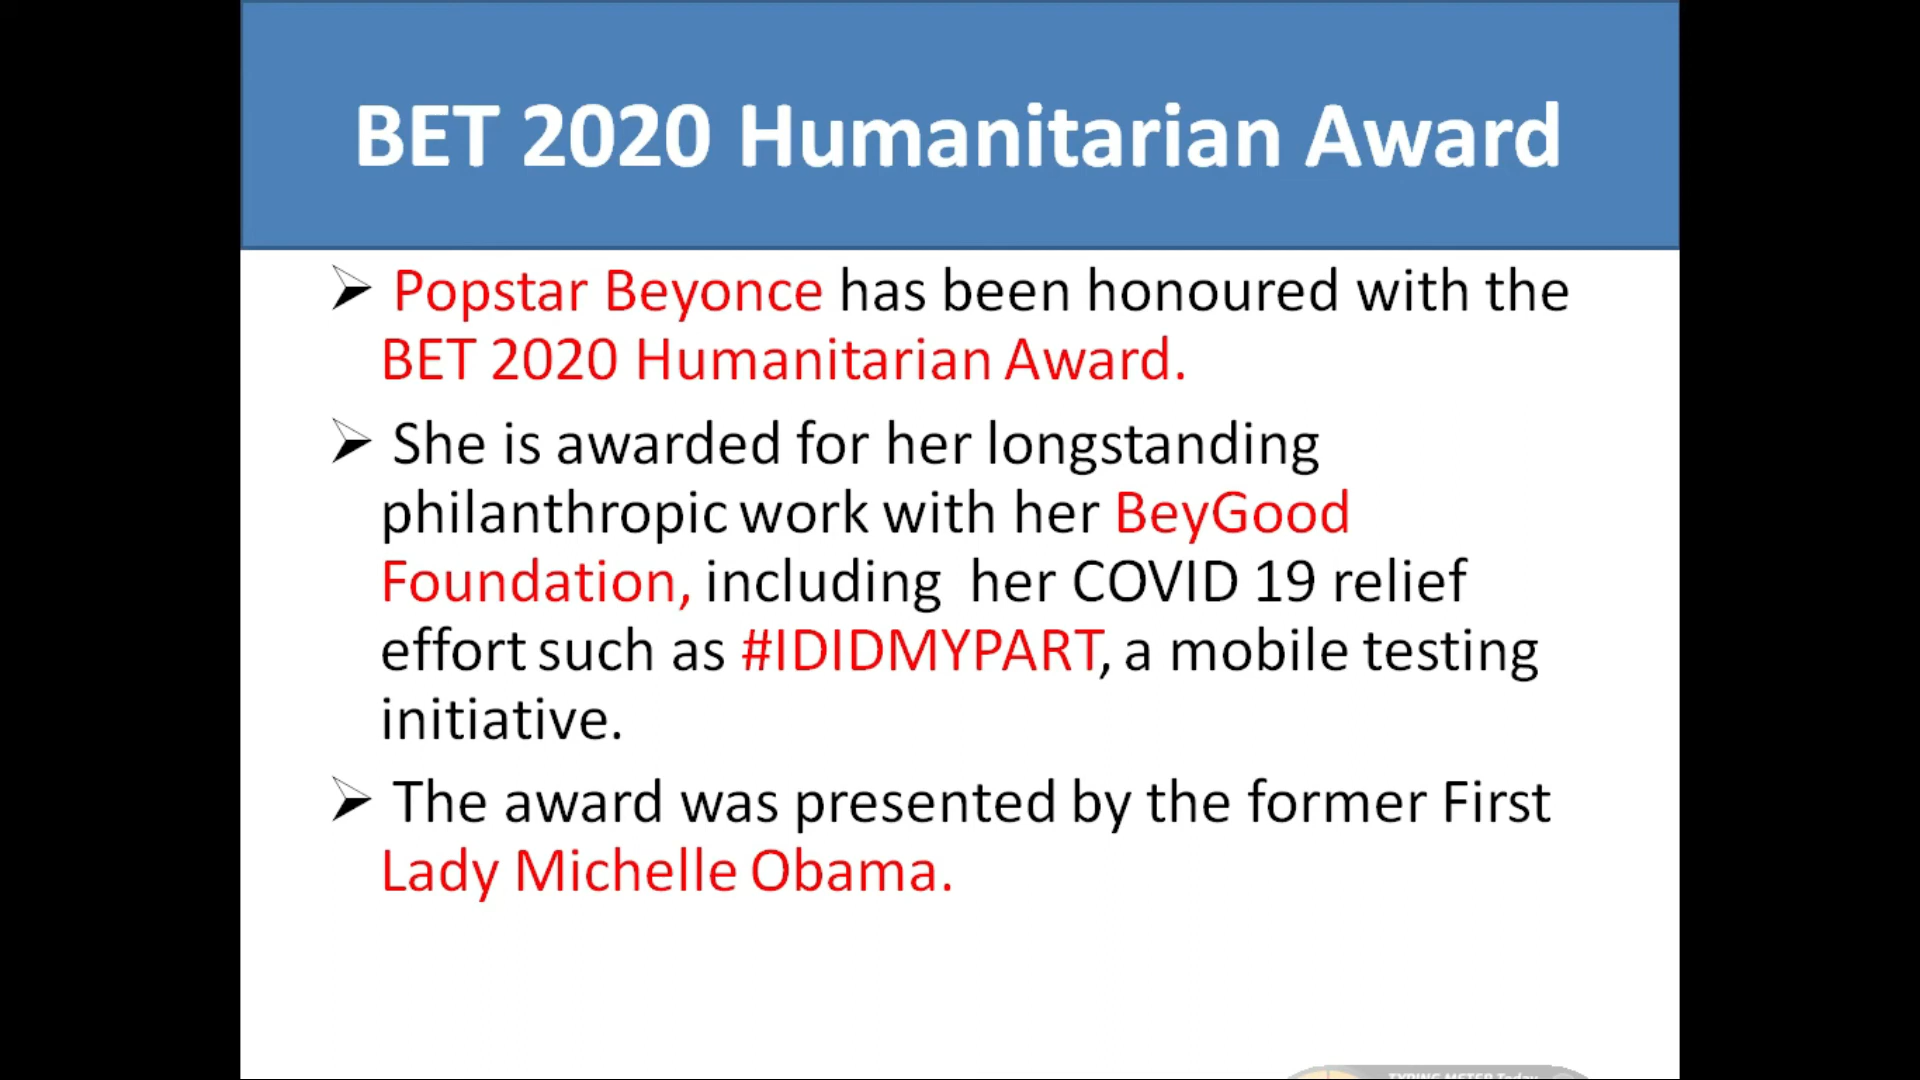 BET 2020 Humanitarian Award
➤ Popstar Beyonce has been honoured with the
BET 2020 Humanitarian Award.
➤ She is awarded for her longstanding
philanthropic work with her BeyGood
Foundation, including her COVID 19 relief
effort such as #IDIDMYPART, a mobile testing
initiative.
➤ The award was presented by the former First
Lady Michelle Obama.